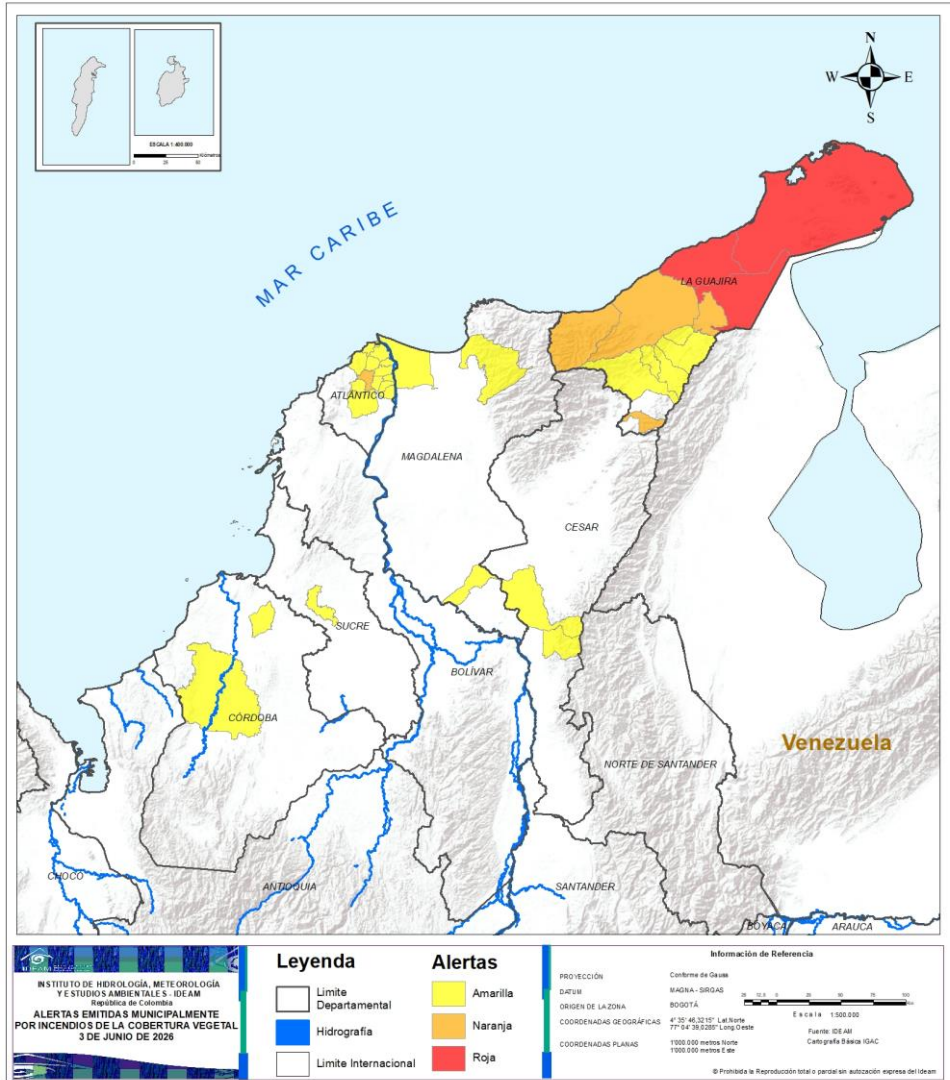 ESCALA 1:400.000
N
W
E
S
MAR CARIBE
LA GUAJIRA
ATLÁNTICO
MAGDALENA
CESAR
SUCRE
BOLÍVAR
CÓRDOBA
Venezuela
NORTE DE SANTANDER
CHOCO
ANTIOQUIA
SANTANDER
BOYACÁ
ARAUCA
IDEAM
INSTITUTO DE HIDROLOGÍA, METEOROLOGÍA
Y ESTUDIOS AMBIENTALES - IDEAM
República de Colombia
ALERTAS EMITIDAS MUNICIPALMENTE
POR INCENDIOS DE LA COBERTURA VEGETAL
3 DE JUNIO DE 2026
Leyenda
Limite
Departamental
Hidrografía
Limite Internacional
Alertas
Amarilla
Naranja
Roja
Información de Referencia
PROYECCIÓN
Conforme de Gauss
DATUM
MAGNA - SIRGAS
ORIGEN DE LA ZONA
BOGOTÁ
COORDENADAS GEOGRÁFICAS
4° 35' 46,3215" Lat.Norte
77° 04' 39,0285" Long.Oeste
COORDENADAS PLANAS
1'000.000 metros Norte
1'000.000 metros Este
Escala 1:500.000
Fuente: IDEAM
Cartografía Básica IGAC
© Prohibida la Reproducción total o parcial sin autozación expresa del Ideam